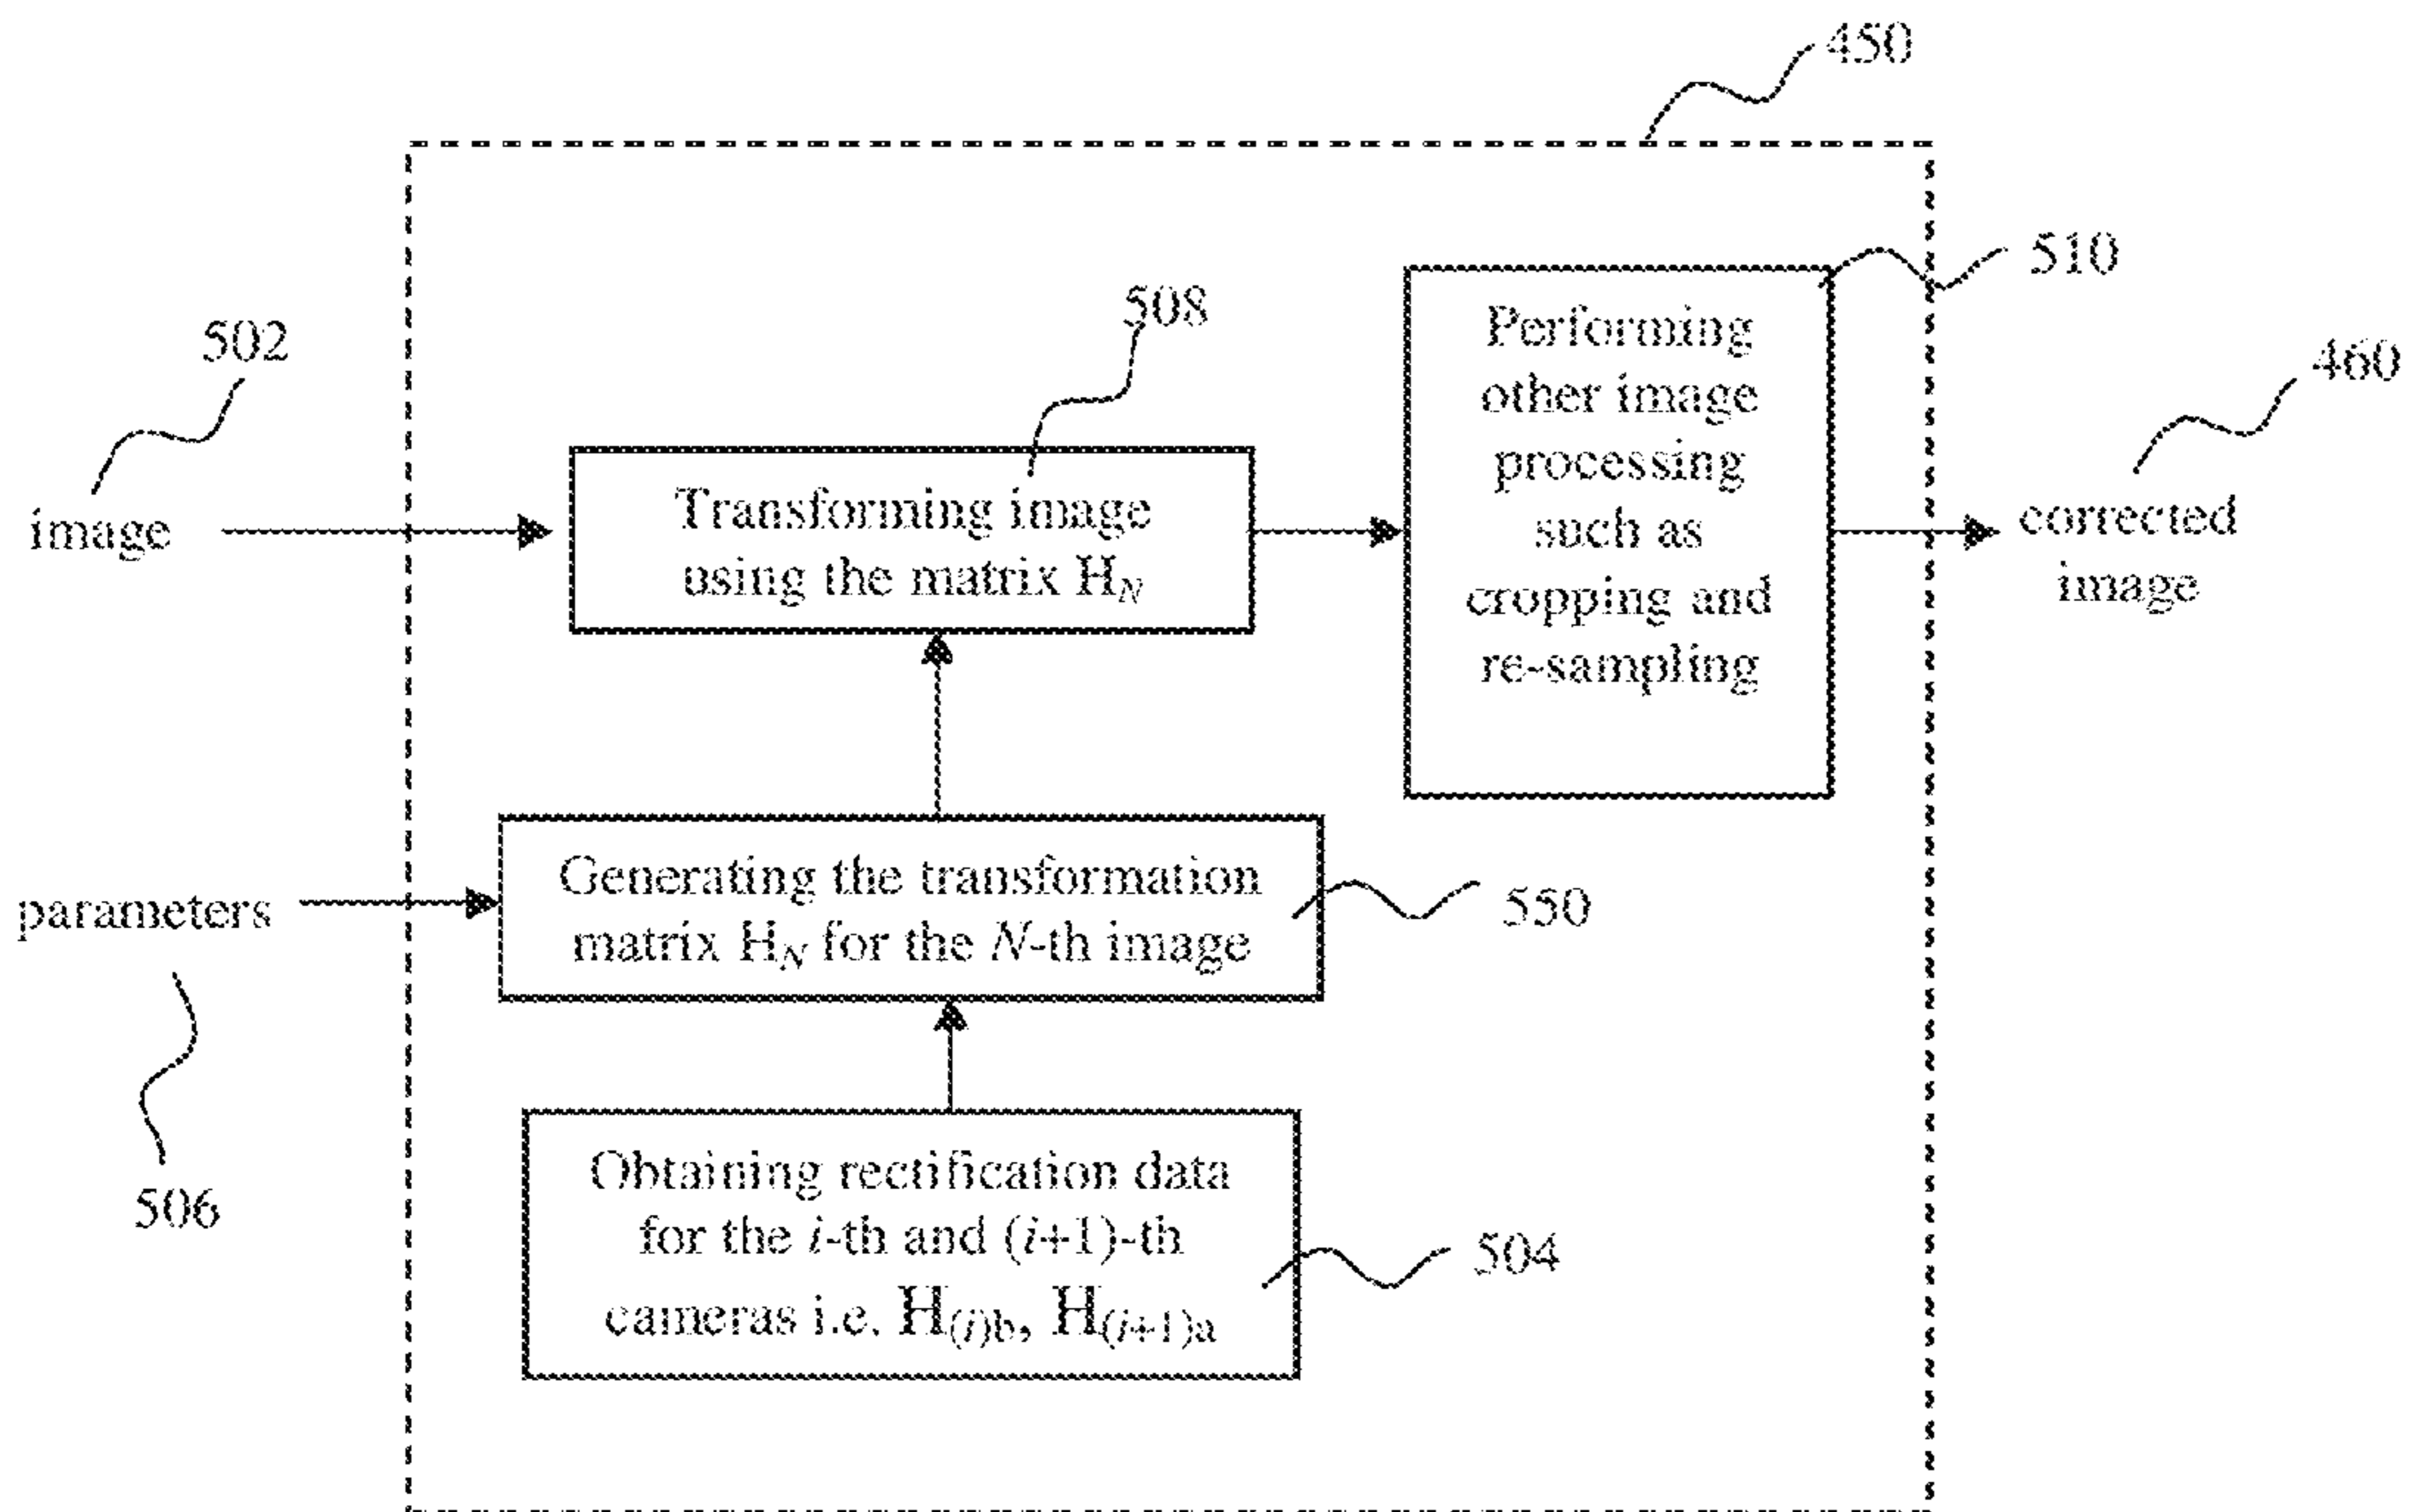 450
510
508
502
460
Performing
other image
processing
such as
cropping and
re-sampling
Transforming image
using the matrix H_N
image
corrected
image
Generating the transformation
matrix H_N for the N-th image
parameters
550
Obtaining rectification data
for the i-th and (i+1)-th
cameras i.e. H_(i)b, H_(i+1)a
506
504